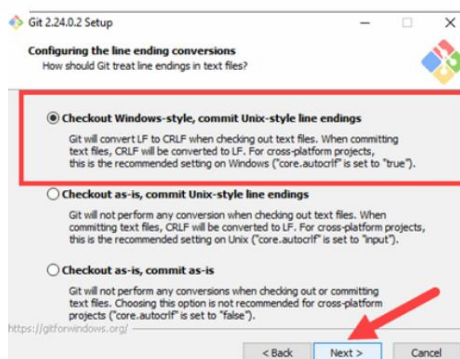 Git 2.24.0.2 Setup
Configuring the line ending conversions
How should Git treat line endings in text files?
Checkout Windows-style, commit Unix-style line endings
Git will convert LF to CRLF when checking out text files. When committing
text files, CRLF will be converted to LF. For cross-platform projects,
this is the recommended setting on Windows ("core.autocrlf" is set to "true").
Checkout as-is, commit Unix-style line endings
Git will not perform any conversion when checking out text files. When
committing text files, CRLF will be converted to LF. For cross-platform projects,
this is the recommended setting on Unix ("core.autocrlf" is set to "input").
Checkout as-is, commit as-is
Git will not perform any conversions when checking out or committing
text files. Choosing this option is not recommended for cross-platform
projects ("core.autocrlf" is set to "false").
https://gitforwindows.org/
< Back Next > Cancel